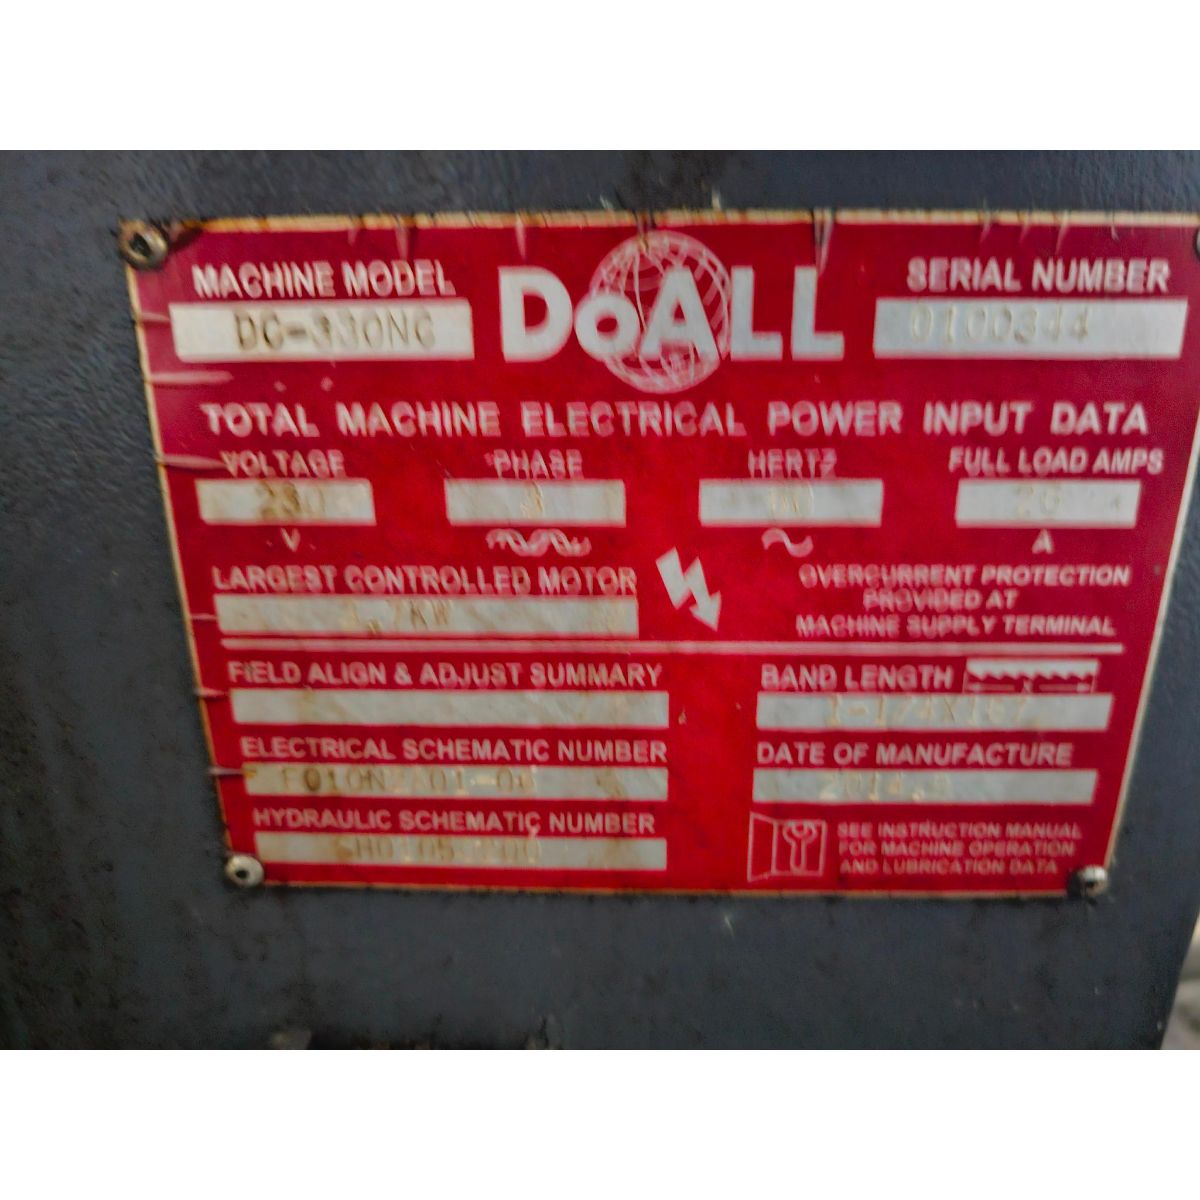 MACHINE MODEL
DoALL
SERIAL NUMBER
DC-330NC
0100344
TOTAL MACHINE ELECTRICAL POWER INPUT DATA
VOLTAGE PHASE HERTZ FULL LOAD AMPS
230 3 60
V A
LARGEST CONTROLLED MOTOR
OVERCURRENT PROTECTION
PROVIDED AT
MACHINE SUPPLY TERMINAL
FIELD ALIGN & ADJUST SUMMARY
BAND LENGTH
ELECTRICAL SCHEMATIC NUMBER
DATE OF MANUFACTURE
HYDRAULIC SCHEMATIC NUMBER
SEE INSTRUCTION MANUAL
FOR MACHINE OPERATION
AND LUBRICATION DATA